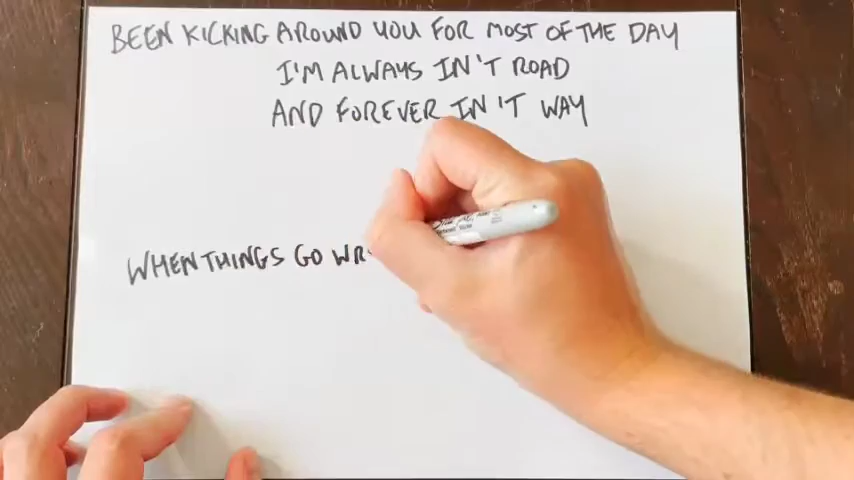 BEEN KICKING AROUND YOU FOR MOST OF THE DAY
I'M ALWAYS IN'T ROAD
AND FOREVER IN'T WAY
WHEN THINGS GO WR